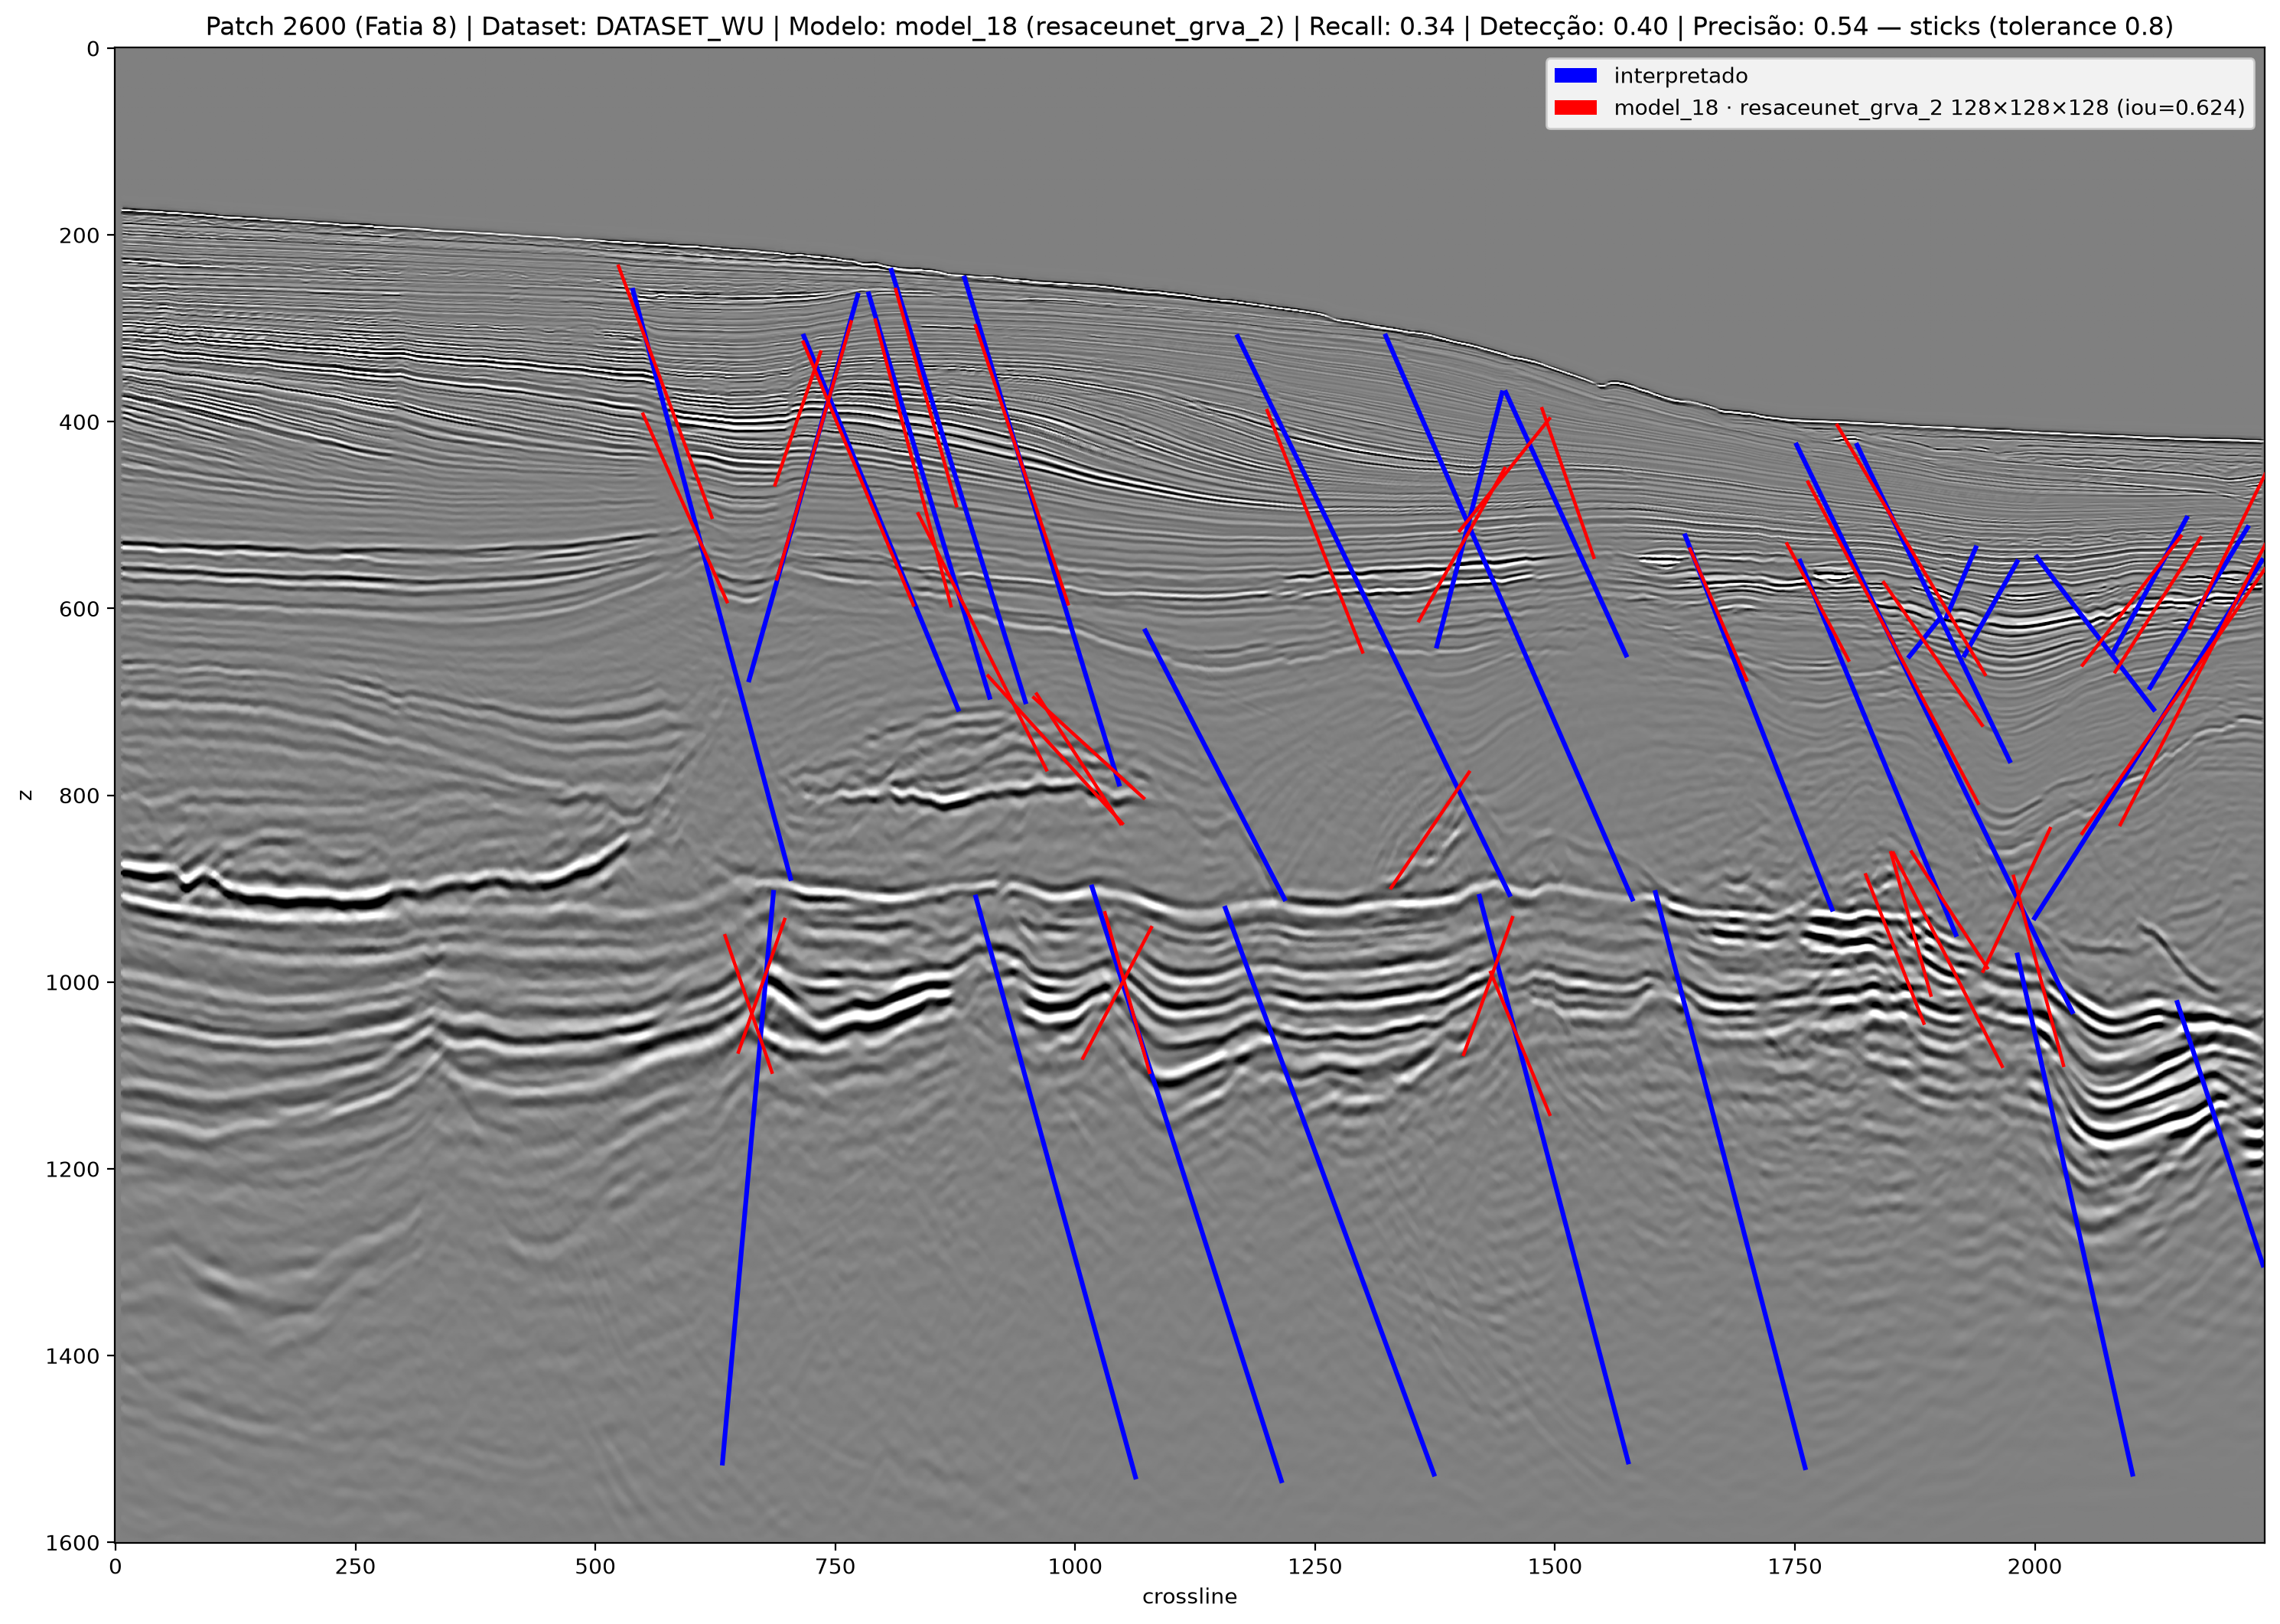 Patch 2600 (Fatia 8) | Dataset: DATASET_WU | Modelo: model_18 (resaceunet_grva_2) | Recall: 0.34 | Detecção: 0.40 | Precisão: 0.54 — sticks (tolerance 0.8)
interpretado
model_18 · resaceunet_grva_2 128×128×128 (iou=0.624)
0
200
400
600
800
1000
1200
1400
1600
z
0 250 500 750 1000 1250 1500 1750 2000
crossline